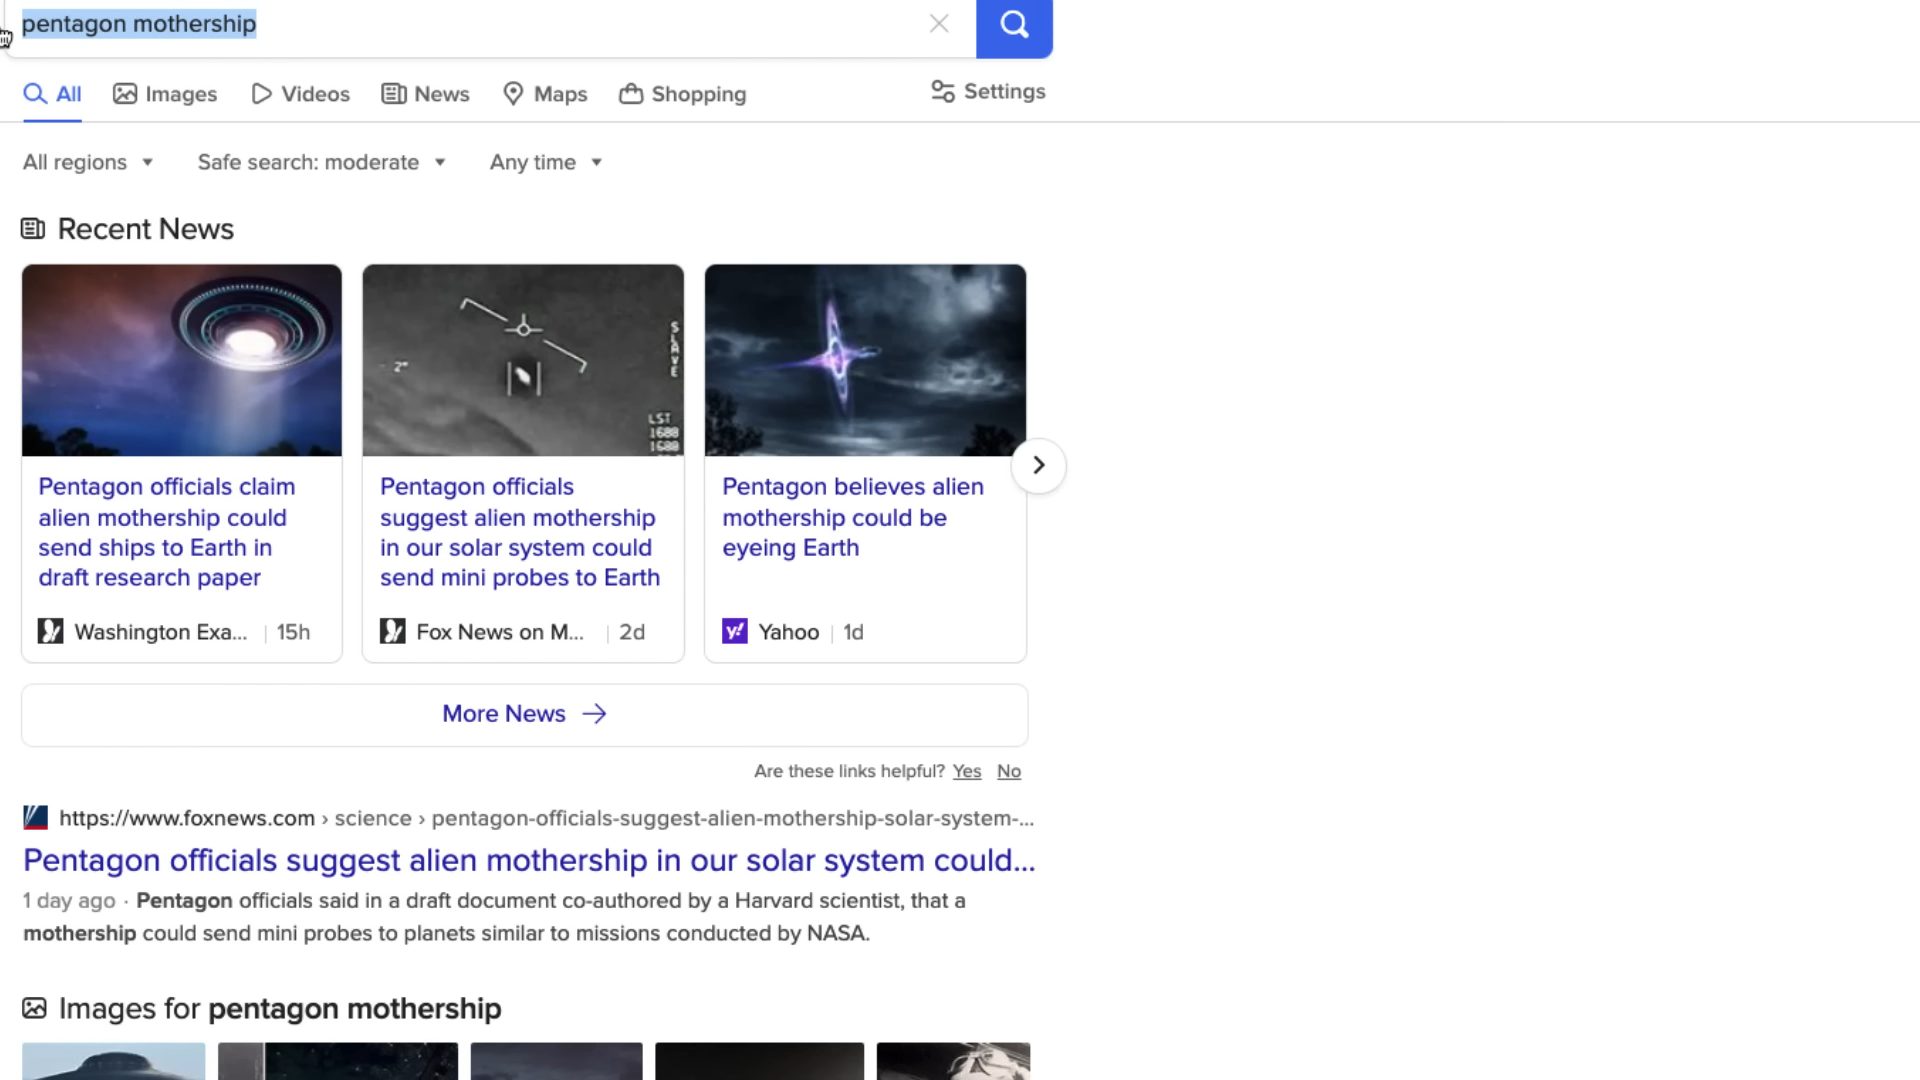 pentagon mothership
All
Images
Videos
News
Maps
Shopping
Settings
All regions
Safe search: moderate
Any time
Recent News
2°
SLAVE
LST
1688
1688
Pentagon officials claim
alien mothership could
send ships to Earth in
draft research paper
Washington Exa... | 15h
Pentagon officials
suggest alien mothership
in our solar system could
send mini probes to Earth
Fox News on M... | 2d
Pentagon believes alien
mothership could be
eyeing Earth
y! Yahoo | 1d
More News →
Are these links helpful? Yes No
https://www.foxnews.com › science › pentagon-officials-suggest-alien-mothership-solar-system-...
Pentagon officials suggest alien mothership in our solar system could...
1 day ago · Pentagon officials said in a draft document co-authored by a Harvard scientist, that a
mothership could send mini probes to planets similar to missions conducted by NASA.
Images for pentagon mothership